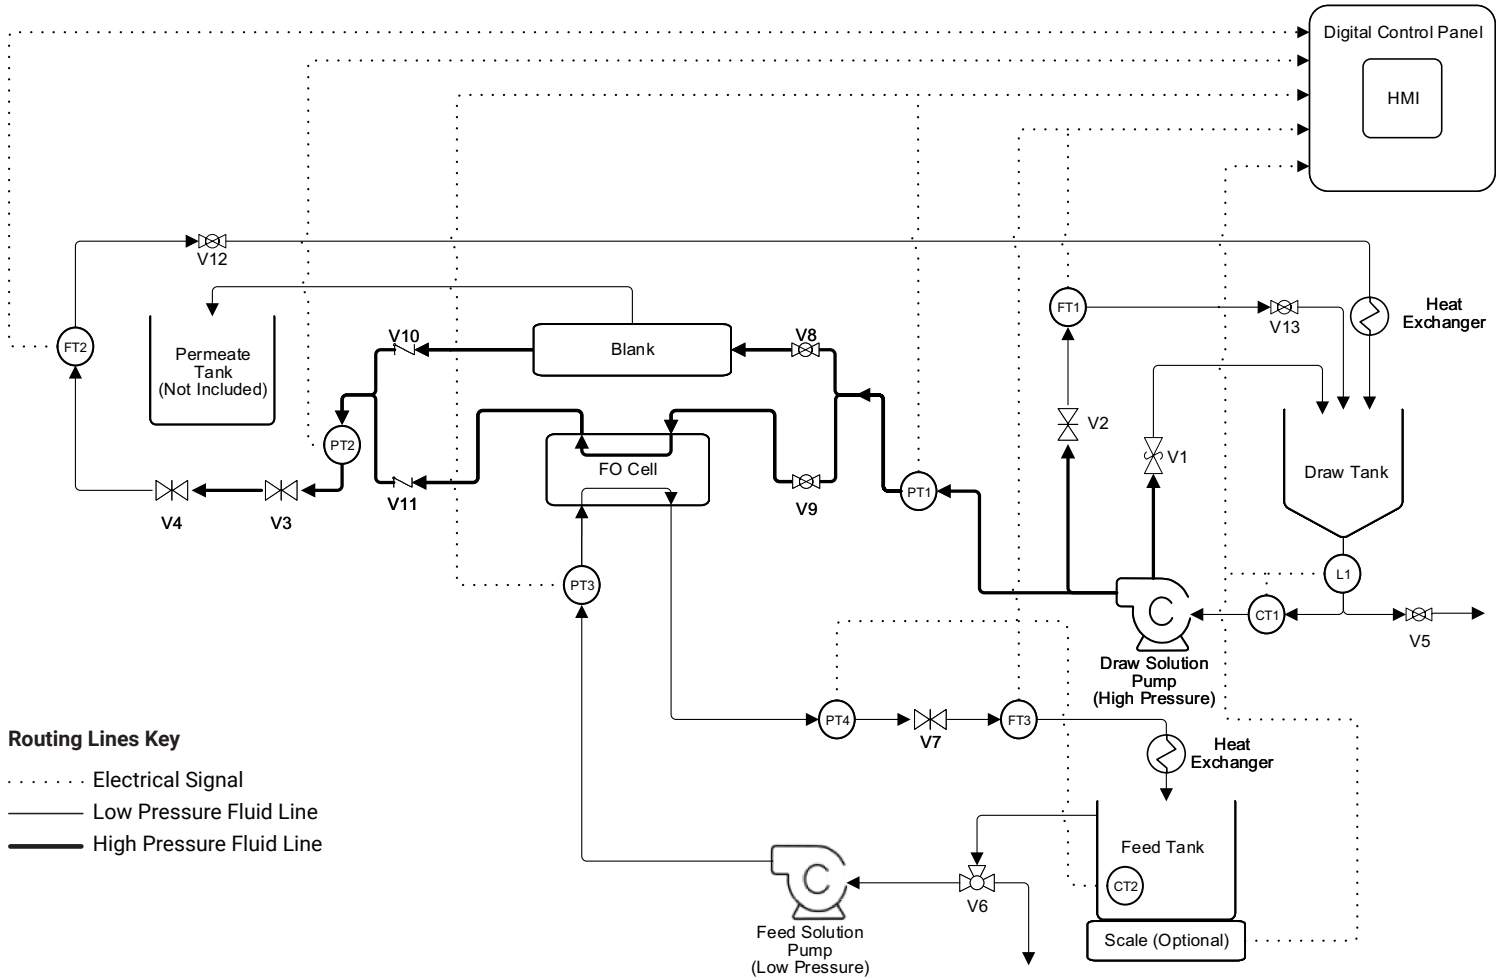 Digital Control Panel
HMI
V12
FT2
Permeate
Tank
(Not Included)
V10
Blank
V8
FT1
V13
Heat
Exchanger
PT2
V2
V1
FO Cell
Draw Tank
V4
V3
V11
V9
PT1
PT3
L1
CT1
V5
Draw Solution
Pump
(High Pressure)
PT4
V7
FT3
Heat
Exchanger
Routing Lines Key
Electrical Signal
Low Pressure Fluid Line
High Pressure Fluid Line
Feed Tank
CT2
C
C
V6
Feed Solution
Pump
(Low Pressure)
Scale (Optional)